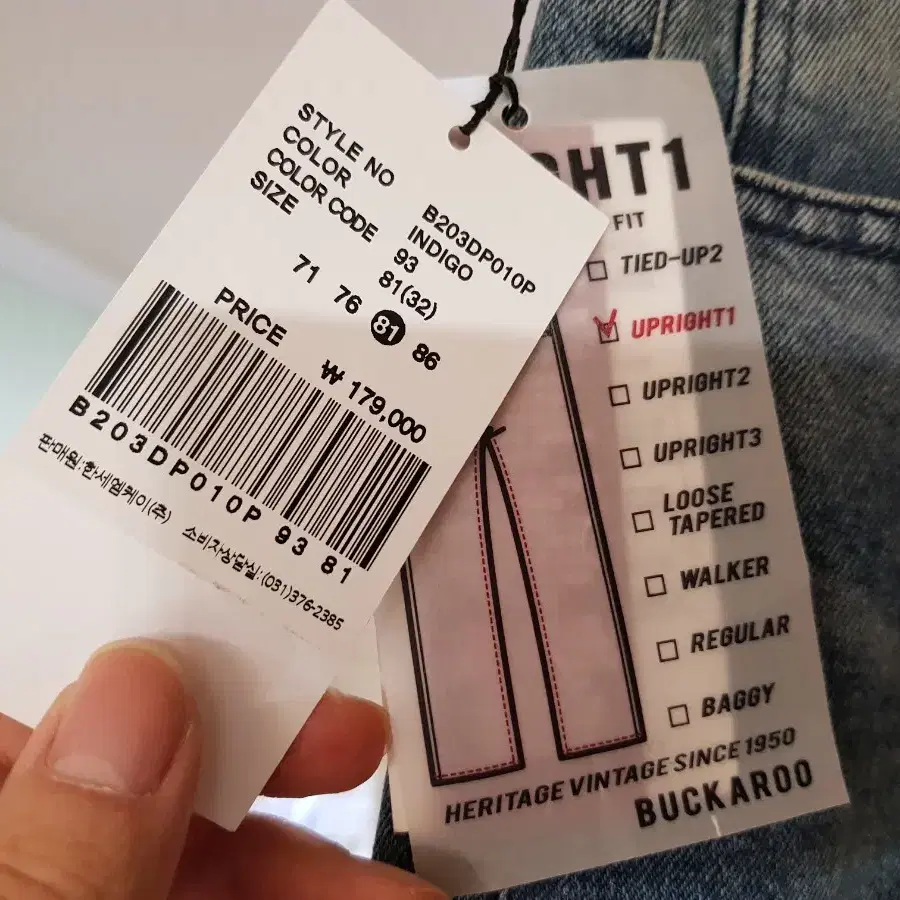 STYLE NO B203DP010P
COLOR INDIGO
COLOR CODE 93
SIZE 81(32)
71 76 81 86
PRICE ₩ 179,000
B203DP010P 93 81
판매원:한세엠케이(주) 소비자상담실:(031)376-2385
FIT
TIED-UP2
UPRIGHT1
UPRIGHT2
UPRIGHT3
LOOSE
TAPERED
WALKER
REGULAR
BAGGY
HERITAGE VINTAGE SINCE 1950
BUCKAROO